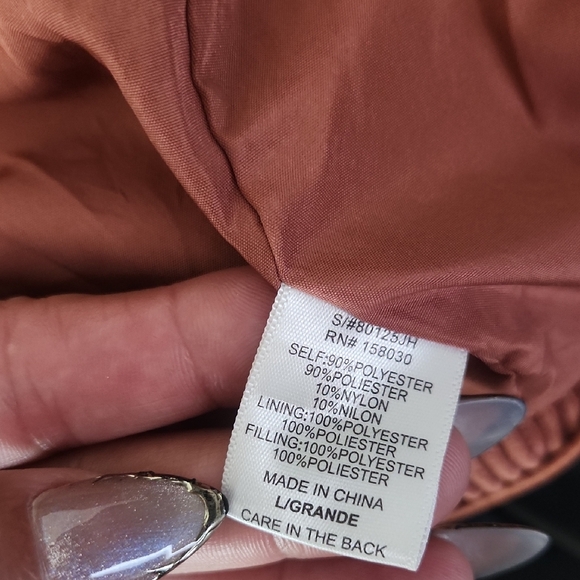 S/#80125JH
RN# 158030
SELF:90%POLYESTER
90%POLIESTER
10%NYLON
10%NILON
LINING:100%POLYESTER
100%POLIESTER
FILLING:100%POLYESTER
100%POLIESTER
MADE IN CHINA
L/GRANDE
CARE IN THE BACK